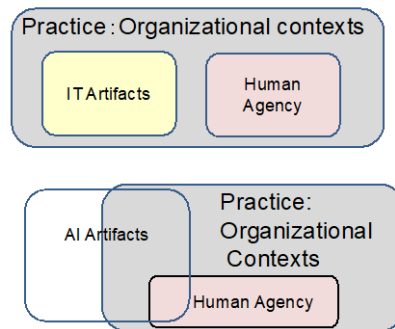 Practice : Organizational contexts
IT Artifacts
Human
Agency
AI Artifacts
Practice:
Organizational
Contexts
Human Agency